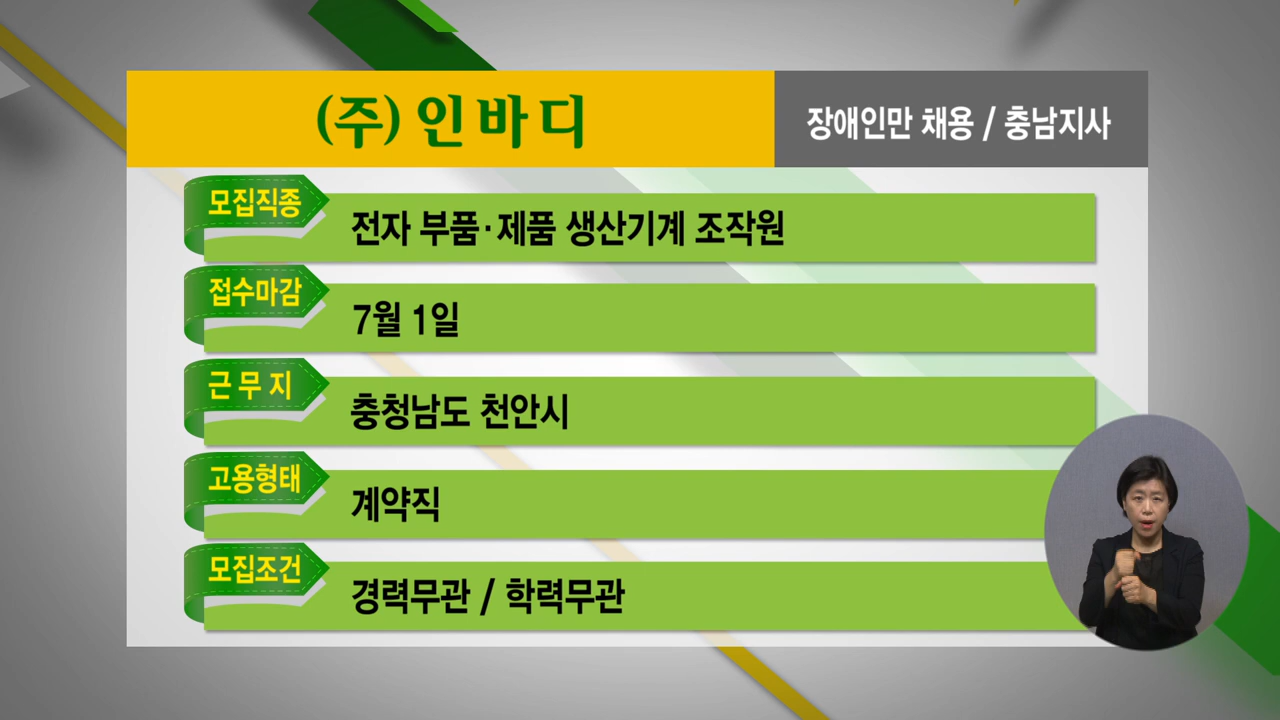 (주)인바디
장애인만 채용 / 충남지사
모집직종
전자 부품·제품 생산기계 조작원
접수마감
7월 1일
근무지
충청남도 천안시
고용형태
계약직
모집조건
경력무관 / 학력무관